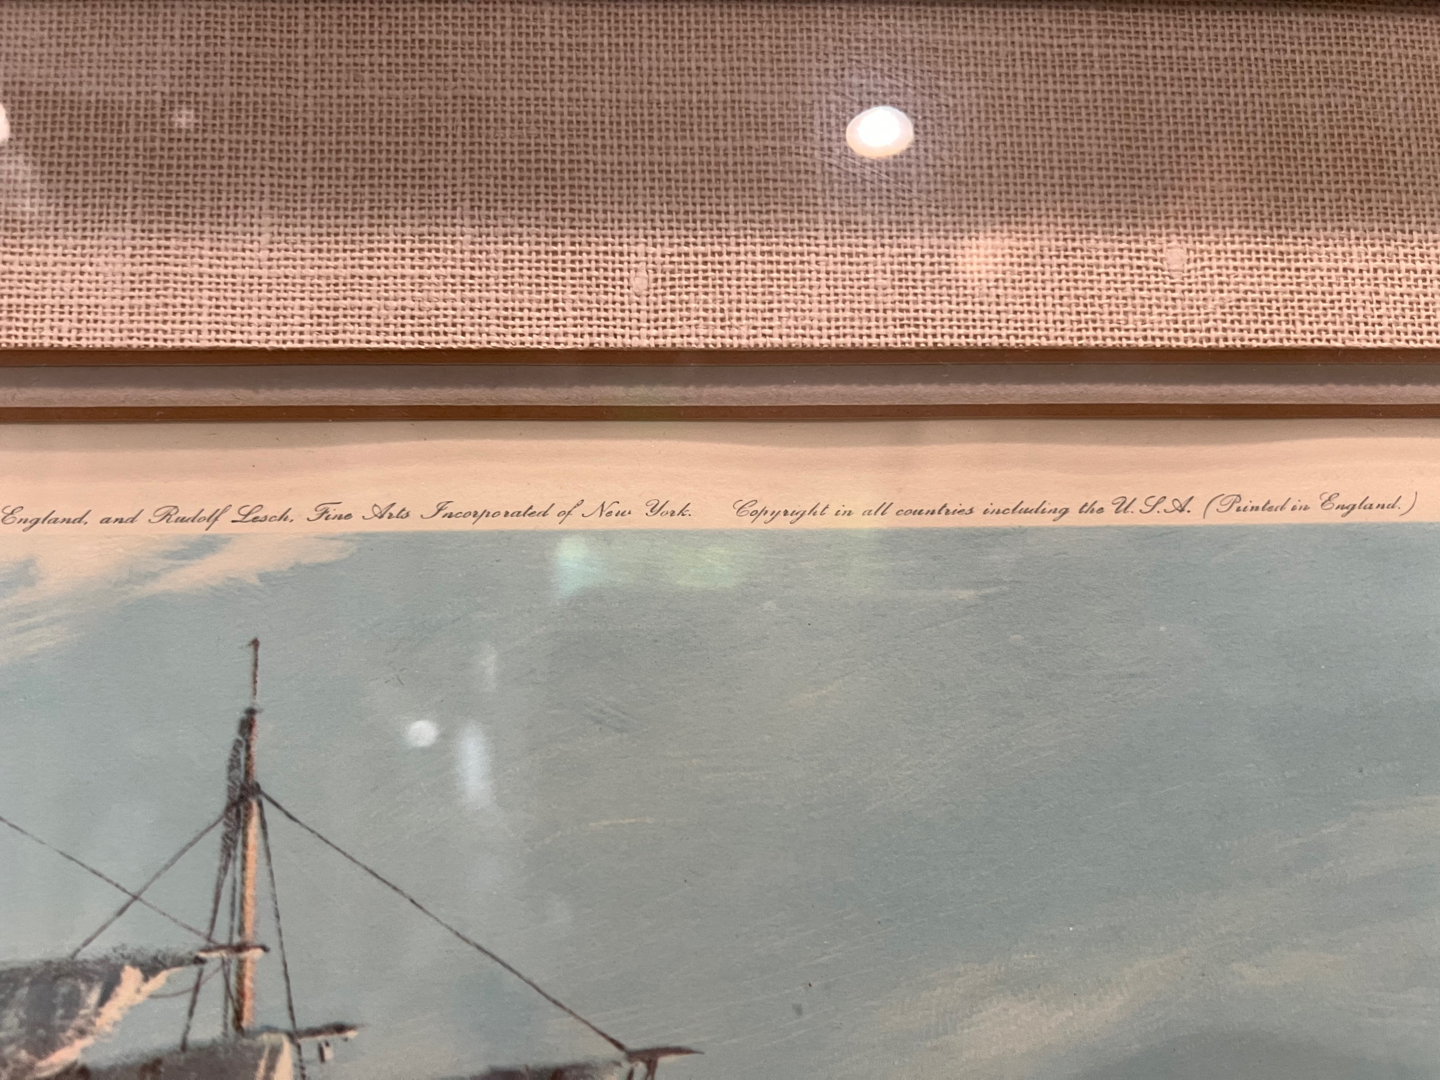 England, and Rudolf Lesch, Fine Arts Incorporated of New York. Copyright in all countries including the U.S.A. (Printed in England.)